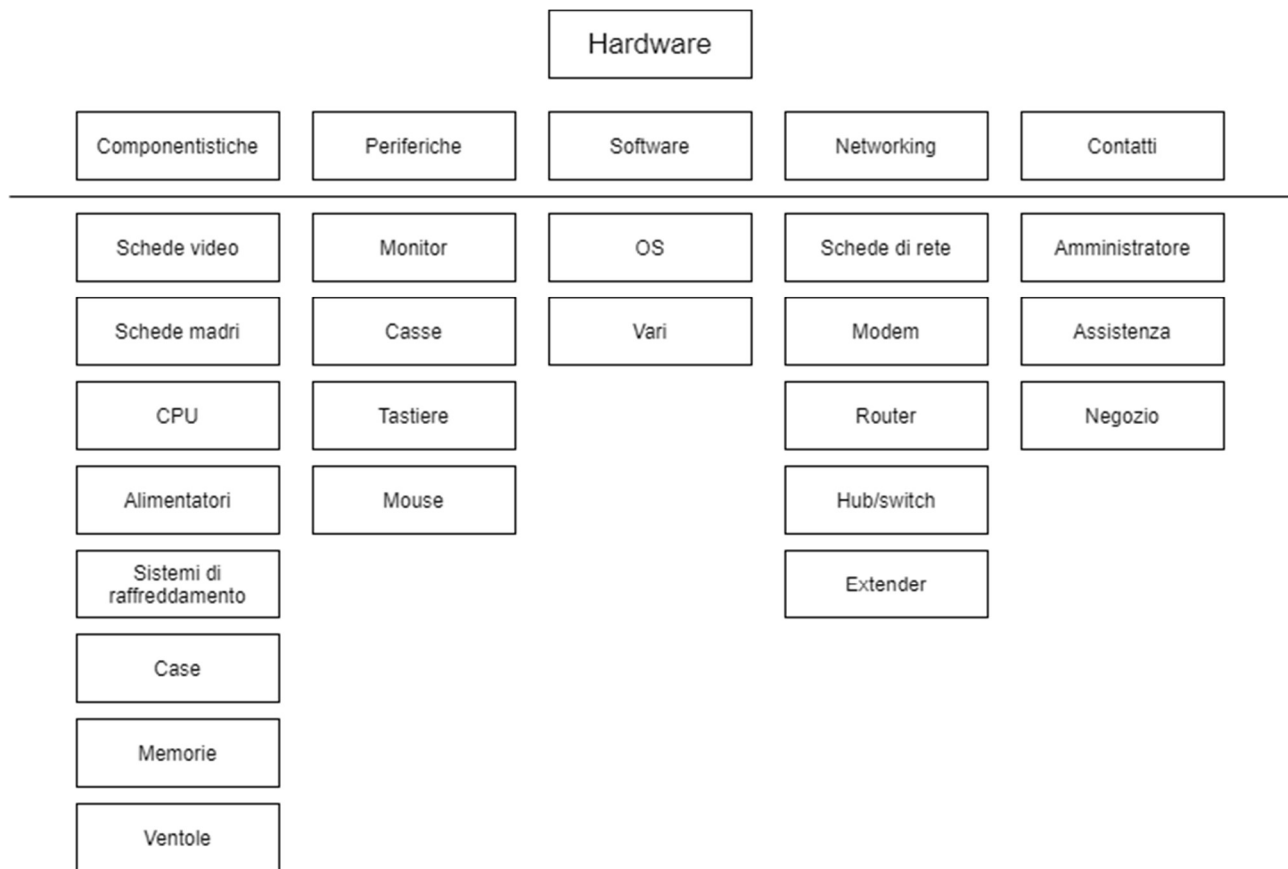 Hardware
Componentistiche
Periferiche
Software
Networking
Contatti
Schede video
Monitor
OS
Schede di rete
Amministratore
Schede madri
Casse
Vari
Modem
Assistenza
CPU
Tastiere
Router
Negozio
Alimentatori
Mouse
Hub/switch
Sistemi di
raffreddamento
Extender
Case
Memorie
Ventole